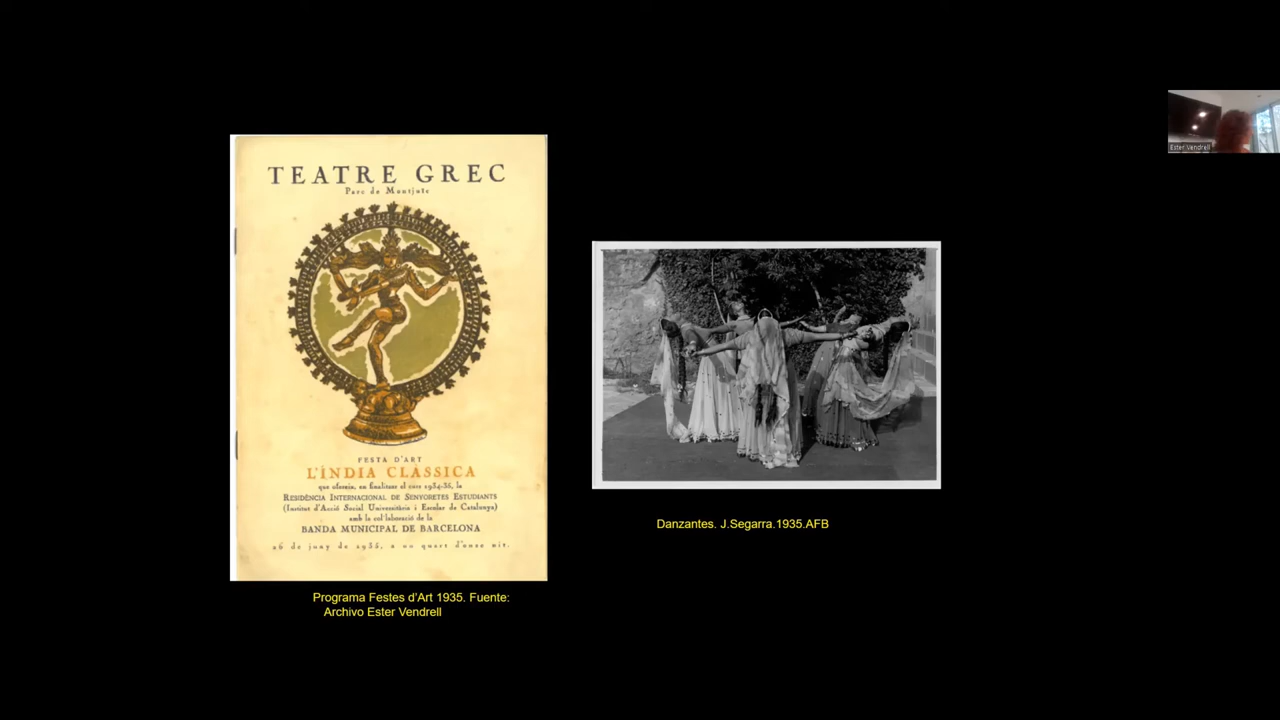 TEATRE GREC
Parc de Montjuïc
FESTA D'ART
L'ÍNDIA CLÀSSICA
que ofereix, en finalitzar el curs 1934-35, la
RESIDÈNCIA INTERNACIONAL DE SENYORETES ESTUDIANTS
(Institut d'Acció Social Universitària i Escolar de Catalunya)
amb la col·laboració de la
BANDA MUNICIPAL DE BARCELONA
26 de juny de 1935, a un quart d'onze nit.
Programa Festes d'Art 1935. Fuente:
Archivo Ester Vendrell
Danzantes. J.Segarra.1935.AFB
Ester Vendrell